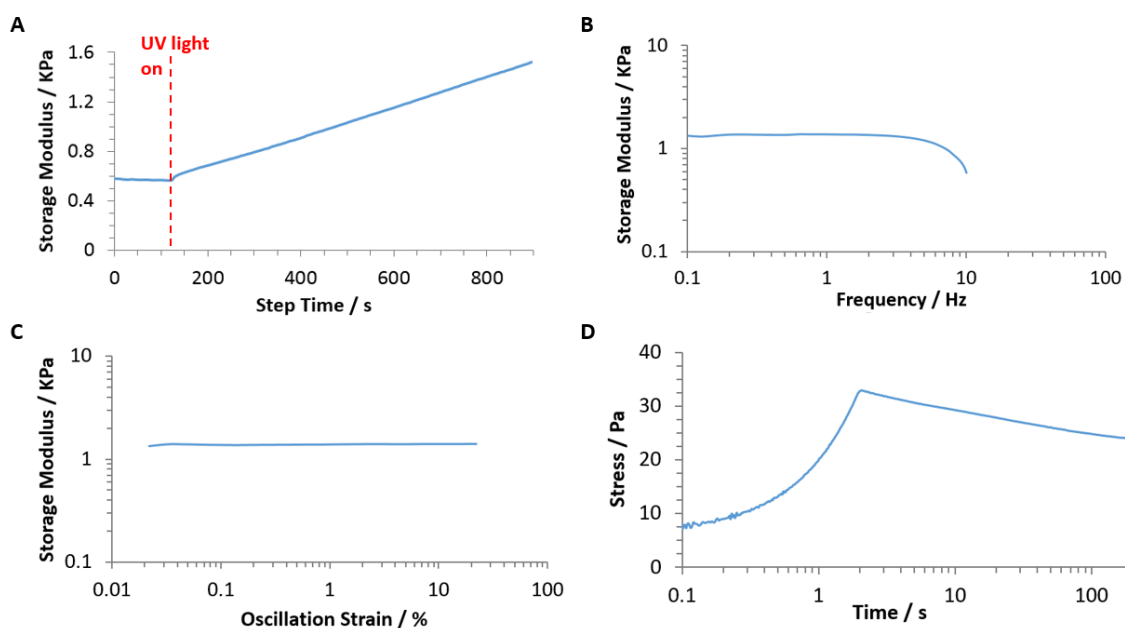 A
UV light
on
Storage Modulus / KPa
1.6
1.2
0.8
0.4
0
0
200
400
600
800
Step Time / s
B
Storage Modulus / KPa
10
1
0.1
0.1
1
10
100
Frequency / Hz
C
Storage Modulus / KPa
10
1
0.1
0.01
0.1
1
10
100
Oscillation Strain / %
D
Stress / Pa
40
30
20
10
0
0.1
1
10
100
Time / s